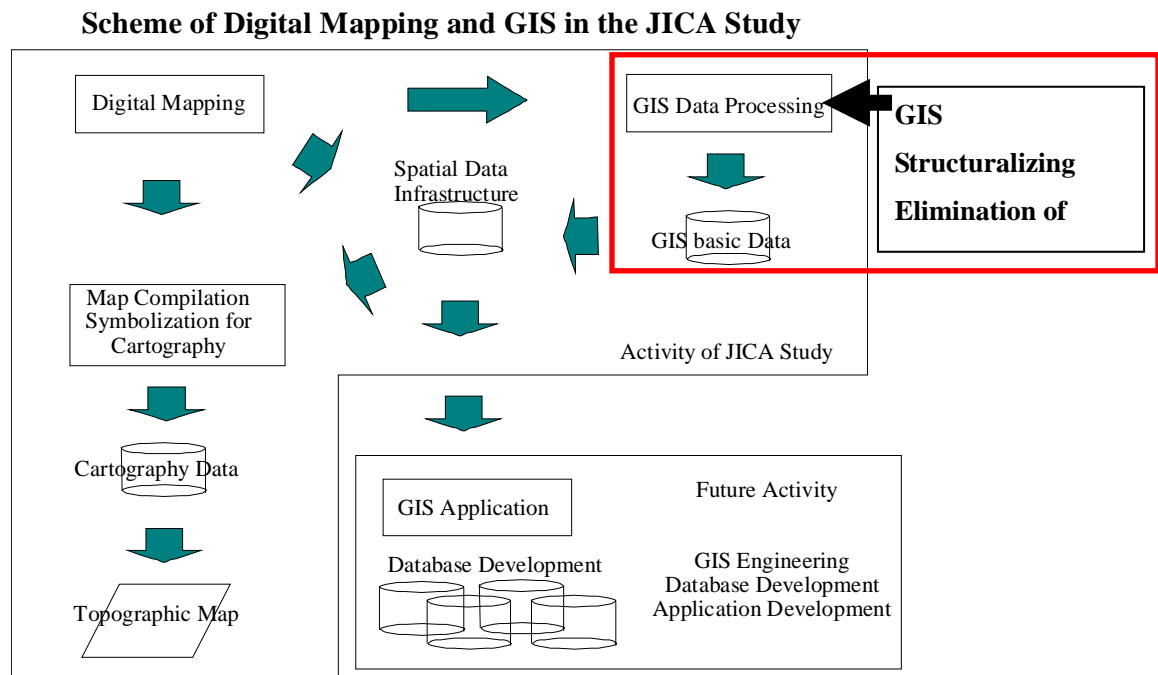 Scheme of Digital Mapping and GIS in the JICA Study
Digital Mapping
GIS Data Processing
GIS
Structuralizing
Elimination of
Spatial Data
Infrastructure
GIS basic Data
Map Compilation
Symbolization for
Cartography
Activity of JICA Study
Cartography Data
GIS Application
Future Activity
Database Development
GIS Engineering
Database Development
Application Development
Topographic Map